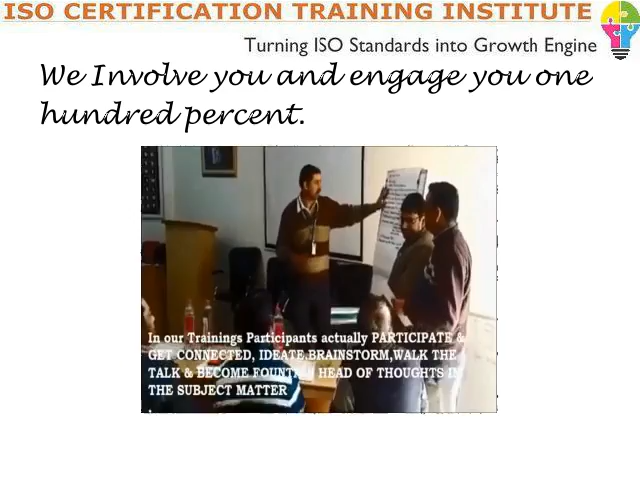 ISO CERTIFICATION TRAINING INSTITUTE
Turning ISO Standards into Growth Engine
We Involve you and engage you one
hundred percent.
In our Trainings Participants actually PARTICIPATE &
GET CONNECTED, IDEATE,BRAINSTORM,WALK THE
TALK & BECOME FOUNTAIN HEAD OF THOUGHTS IN
THE SUBJECT MATTER